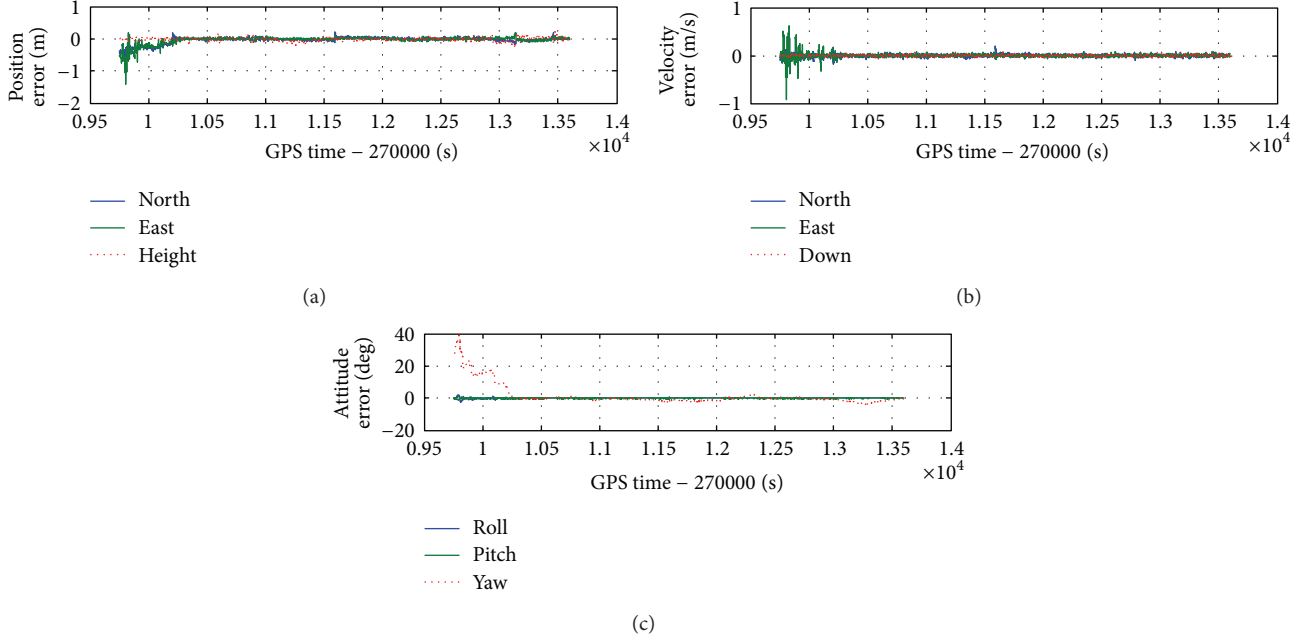 Position
error (m)
1
0
−1
−2
0.95
1
1.05
1.1
1.15
1.2
1.25
1.3
1.35
1.4
×10⁴
GPS time − 270000 (s)
North
East
Height
(a)
Velocity
error (m/s)
1
0
−1
0.95
1
1.05
1.1
1.15
1.2
1.25
1.3
1.35
1.4
×10⁴
GPS time − 270000 (s)
North
East
Down
(b)
Attitude
error (deg)
40
20
0
−20
0.95
1
1.05
1.1
1.15
1.2
1.25
1.3
1.35
1.4
×10⁴
GPS time − 270000 (s)
Roll
Pitch
Yaw
(c)